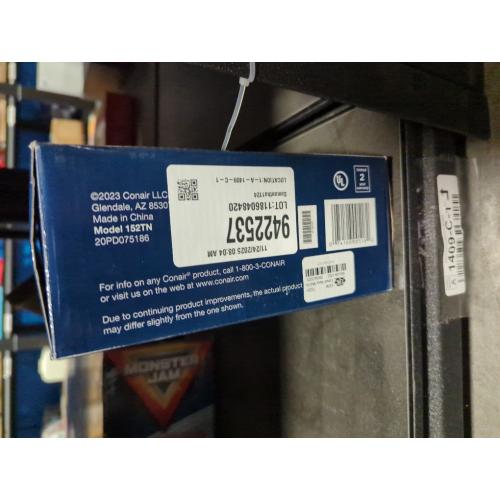 ©2023 Conair LLC
Glendale, AZ 8530
Made in China
Model 152TN
20PD075186
For info on any Conair® product, call 1-800-3-CONAIR
or visit us on the web at www.conair.com.
Due to continuing product improvements, the actual product
may differ slightly from the one shown.
11/24/2025 08:04 AM
9422537
LOT:1186048420
LOCATION:1-A-1409-C-1
UL
2
1409-C-1
A
MONSTER
JAM